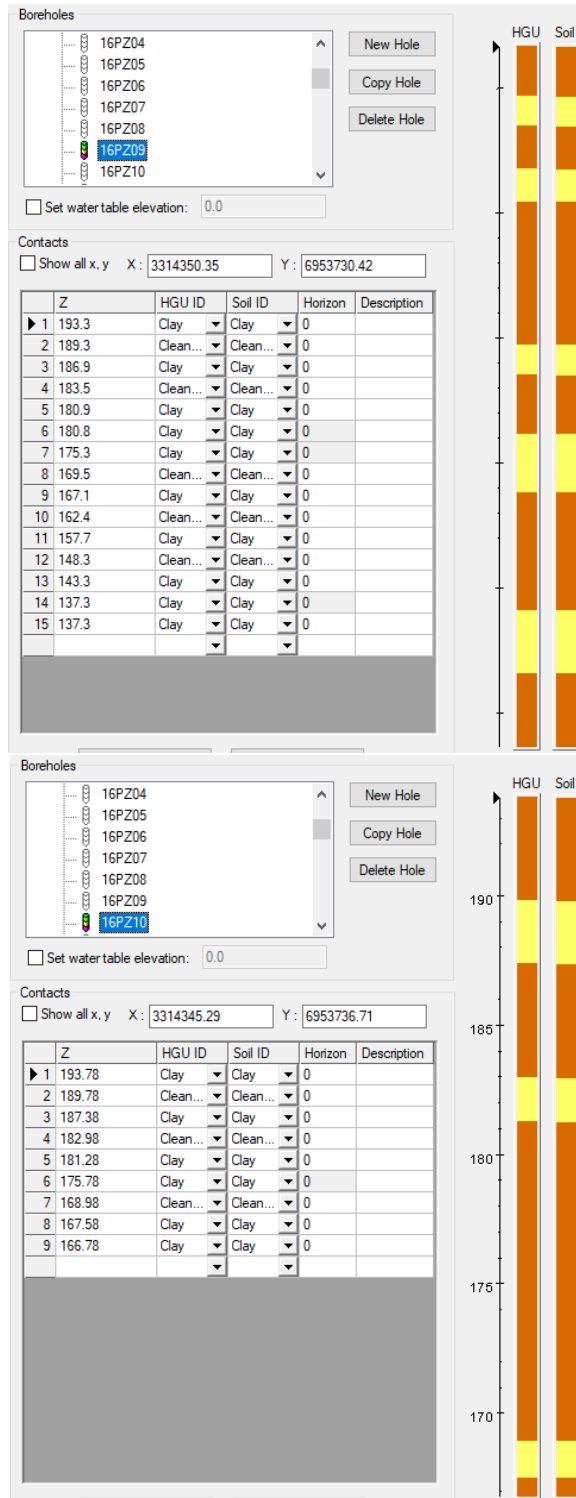 Boreholes
HGU Soil
16PZ04
16PZ05
16PZ06
16PZ07
16PZ08
16PZ09
16PZ10
New Hole
Copy Hole
Delete Hole
Set water table elevation: 0.0
Contacts
Show all x, y X : 3314350.35 Y : 6953730.42
Z HGU ID Soil ID Horizon Description
1 193.3 Clay Clay 0
2 189.3 Clean... Clean... 0
3 186.9 Clay Clay 0
4 183.5 Clean... Clean... 0
5 180.9 Clay Clay 0
6 180.8 Clay Clay 0
7 175.3 Clay Clay 0
8 169.5 Clean... Clean... 0
9 167.1 Clay Clay 0
10 162.4 Clean... Clean... 0
11 157.7 Clay Clay 0
12 148.3 Clean... Clean... 0
13 143.3 Clay Clay 0
14 137.3 Clay Clay 0
15 137.3 Clay Clay 0
Boreholes
HGU Soil
16PZ04
16PZ05
16PZ06
16PZ07
16PZ08
16PZ09
16PZ10
New Hole
Copy Hole
Delete Hole
Set water table elevation: 0.0
Contacts
Show all x, y X : 3314345.29 Y : 6953736.71
Z HGU ID Soil ID Horizon Description
1 193.78 Clay Clay 0
2 189.78 Clean... Clean... 0
3 187.38 Clay Clay 0
4 182.98 Clean... Clean... 0
5 181.28 Clay Clay 0
6 175.78 Clay Clay 0
7 168.98 Clean... Clean... 0
8 167.58 Clay Clay 0
9 166.78 Clay Clay 0
190
185
180
175
170